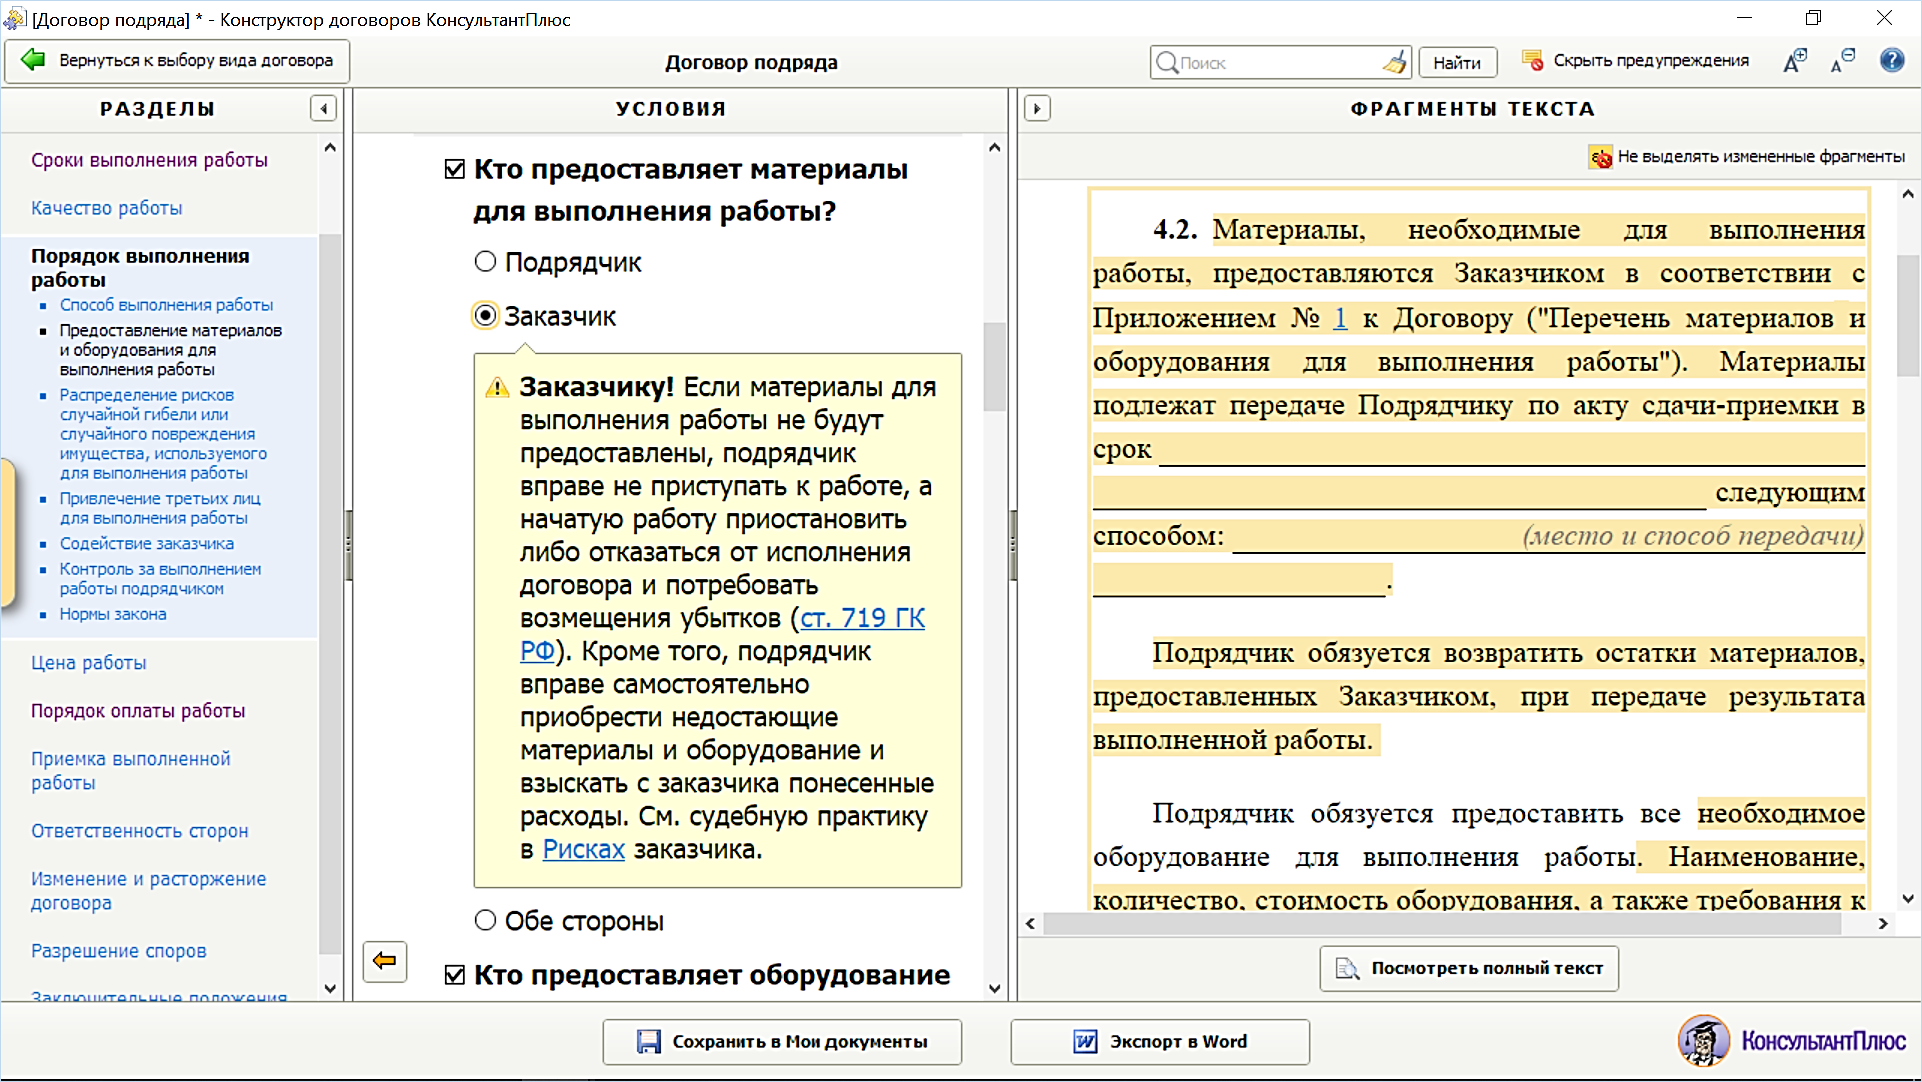 [Договор подряда] * - Конструктор договоров КонсультантПлюс
Вернуться к выбору вида договора
Договор подряда
Поиск
Найти
Скрыть предупреждения
РАЗДЕЛЫ
Сроки выполнения работы
Качество работы
Порядок выполнения
работы
Способ выполнения работы
Предоставление материалов
и оборудования для
выполнения работы
Распределение рисков
случайной гибели или
случайного повреждения
имущества, используемого
для выполнения работы
Привлечение третьих лиц
для выполнения работы
Содействие заказчика
Контроль за выполнением
работы подрядчиком
Нормы закона
Цена работы
Порядок оплаты работы
Приемка выполненной
работы
Ответственность сторон
Изменение и расторжение
договора
Разрешение споров
Заключительные положения
УСЛОВИЯ
Кто предоставляет материалы
для выполнения работы?
Подрядчик
Заказчик
Заказчику! Если материалы для
выполнения работы не будут
предоставлены, подрядчик
вправе не приступать к работе, а
начатую работу приостановить
либо отказаться от исполнения
договора и потребовать
возмещения убытков (ст. 719 ГК
РФ). Кроме того, подрядчик
вправе самостоятельно
приобрести недостающие
материалы и оборудование и
взыскать с заказчика понесенные
расходы. См. судебную практику
в Рисках заказчика.
Обе стороны
Кто предоставляет оборудование
ФРАГМЕНТЫ ТЕКСТА
Не выделять измененные фрагменты
4.2. Материалы, необходимые для выполнения
работы, предоставляются Заказчиком в соответствии с
Приложением № 1 к Договору ("Перечень материалов и
оборудования для выполнения работы"). Материалы
подлежат передаче Подрядчику по акту сдачи-приемки в
срок
следующим
способом: (место и способ передачи)
.
Подрядчик обязуется возвратить остатки материалов,
предоставленных Заказчиком, при передаче результата
выполненной работы.
Подрядчик обязуется предоставить все необходимое
оборудование для выполнения работы. Наименование,
количество, стоимость оборудования, а также требования к
Посмотреть полный текст
Сохранить в Мои документы
Экспорт в Word
КонсультантПлюс